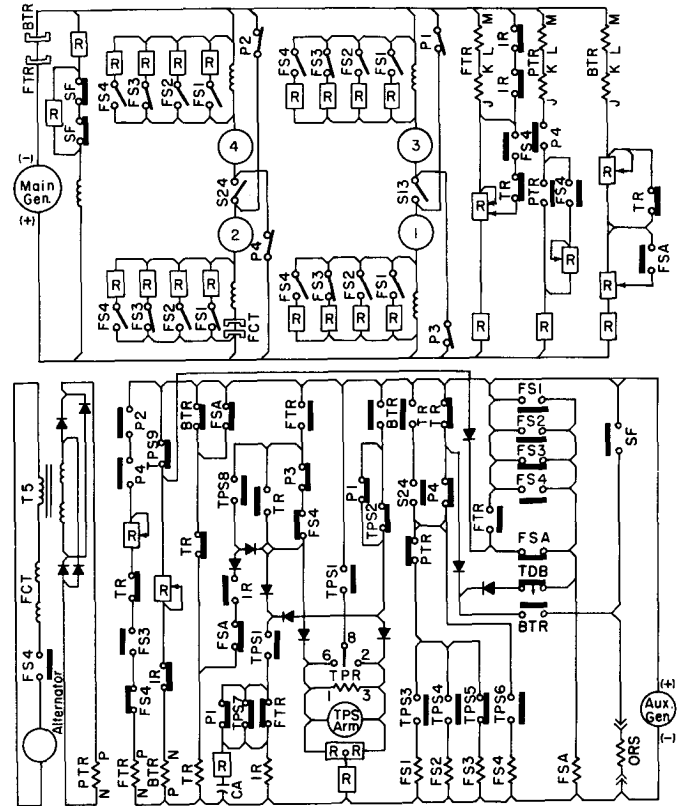 FTR
BTR
(-)
Main
Gen.
(+)
R
R
SF
SF
FS4
FS3
FS2
FS1
R
R
R
R
P2
4
S24
2
P4
R
R
R
R
FS4
FS3
FS2
FS1
FCT
FS4
FS3
FS2
FS1
R
R
R
R
P1
3
S13
1
FS4
FS3
FS2
FS1
R
R
R
R
P3
FTR
M
L
K
J
IR
IR
FS4
TR
R
R
BTR
M
L
K
J
P4
PTR
FS4
R
R
BTR
M
L
K
J
R
TR
FSA
R
R
T5
FCT
FS4
Alternator
PTR
P
N
P2
P4
R
TR
FS3
FS4
FTR
P
N
TPS9
R
IR
BTR
N
P
BTR
FSA
TR
TR
TPS8
TR
IR
FSA
TPS1
P1
TPS7
FTR
R
CA
IR
FTR
P3
FS4
TPS1
8
6
2
TPR
1
3
TPS
Arm
R
R
R
P1
TPS2
BTR
TR
S24
TR
P4
PTR
TPS3
TPS4
TPS5
TPS6
FS1
FS2
FS3
FS4
FS1
FS2
FS3
FS4
FTR
FSA
TDB
BTR
FSA
SF
ORS
(+)
Aux.
Gen
(-)